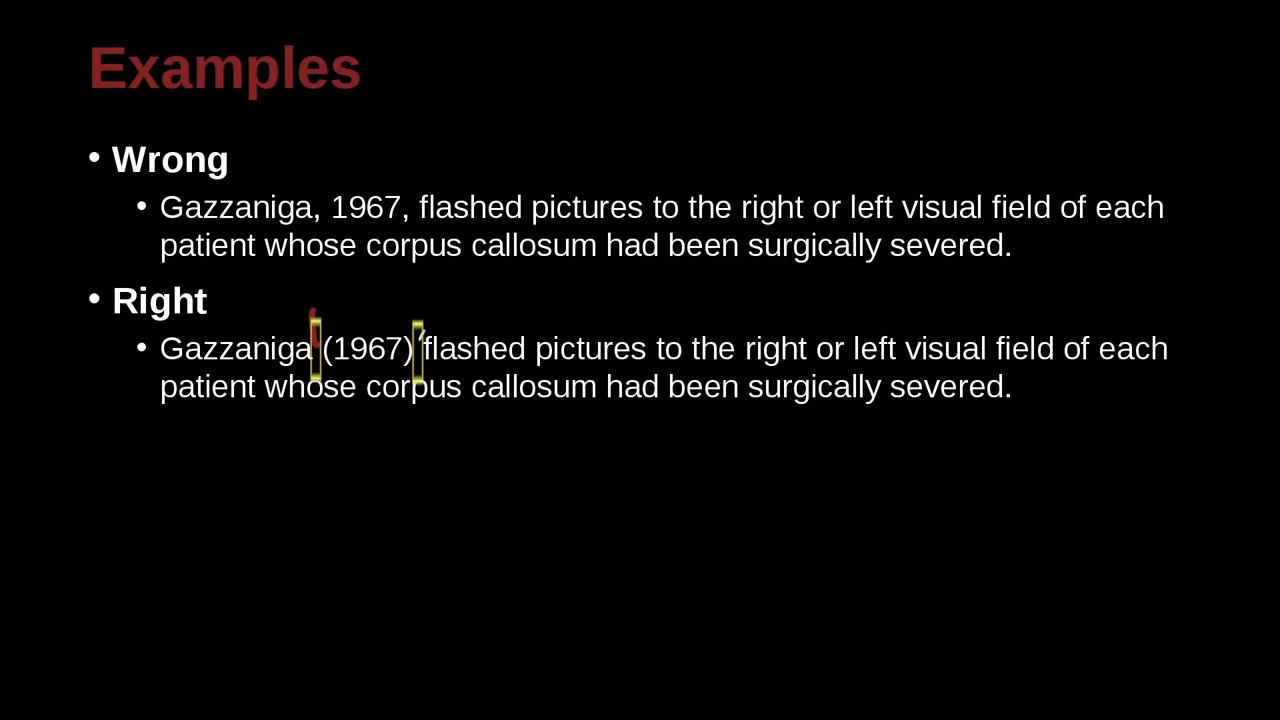 Examples
• Wrong
• Gazzaniga, 1967, flashed pictures to the right or left visual field of each
patient whose corpus callosum had been surgically severed.
• Right
• Gazzaniga (1967) flashed pictures to the right or left visual field of each
patient whose corpus callosum had been surgically severed.